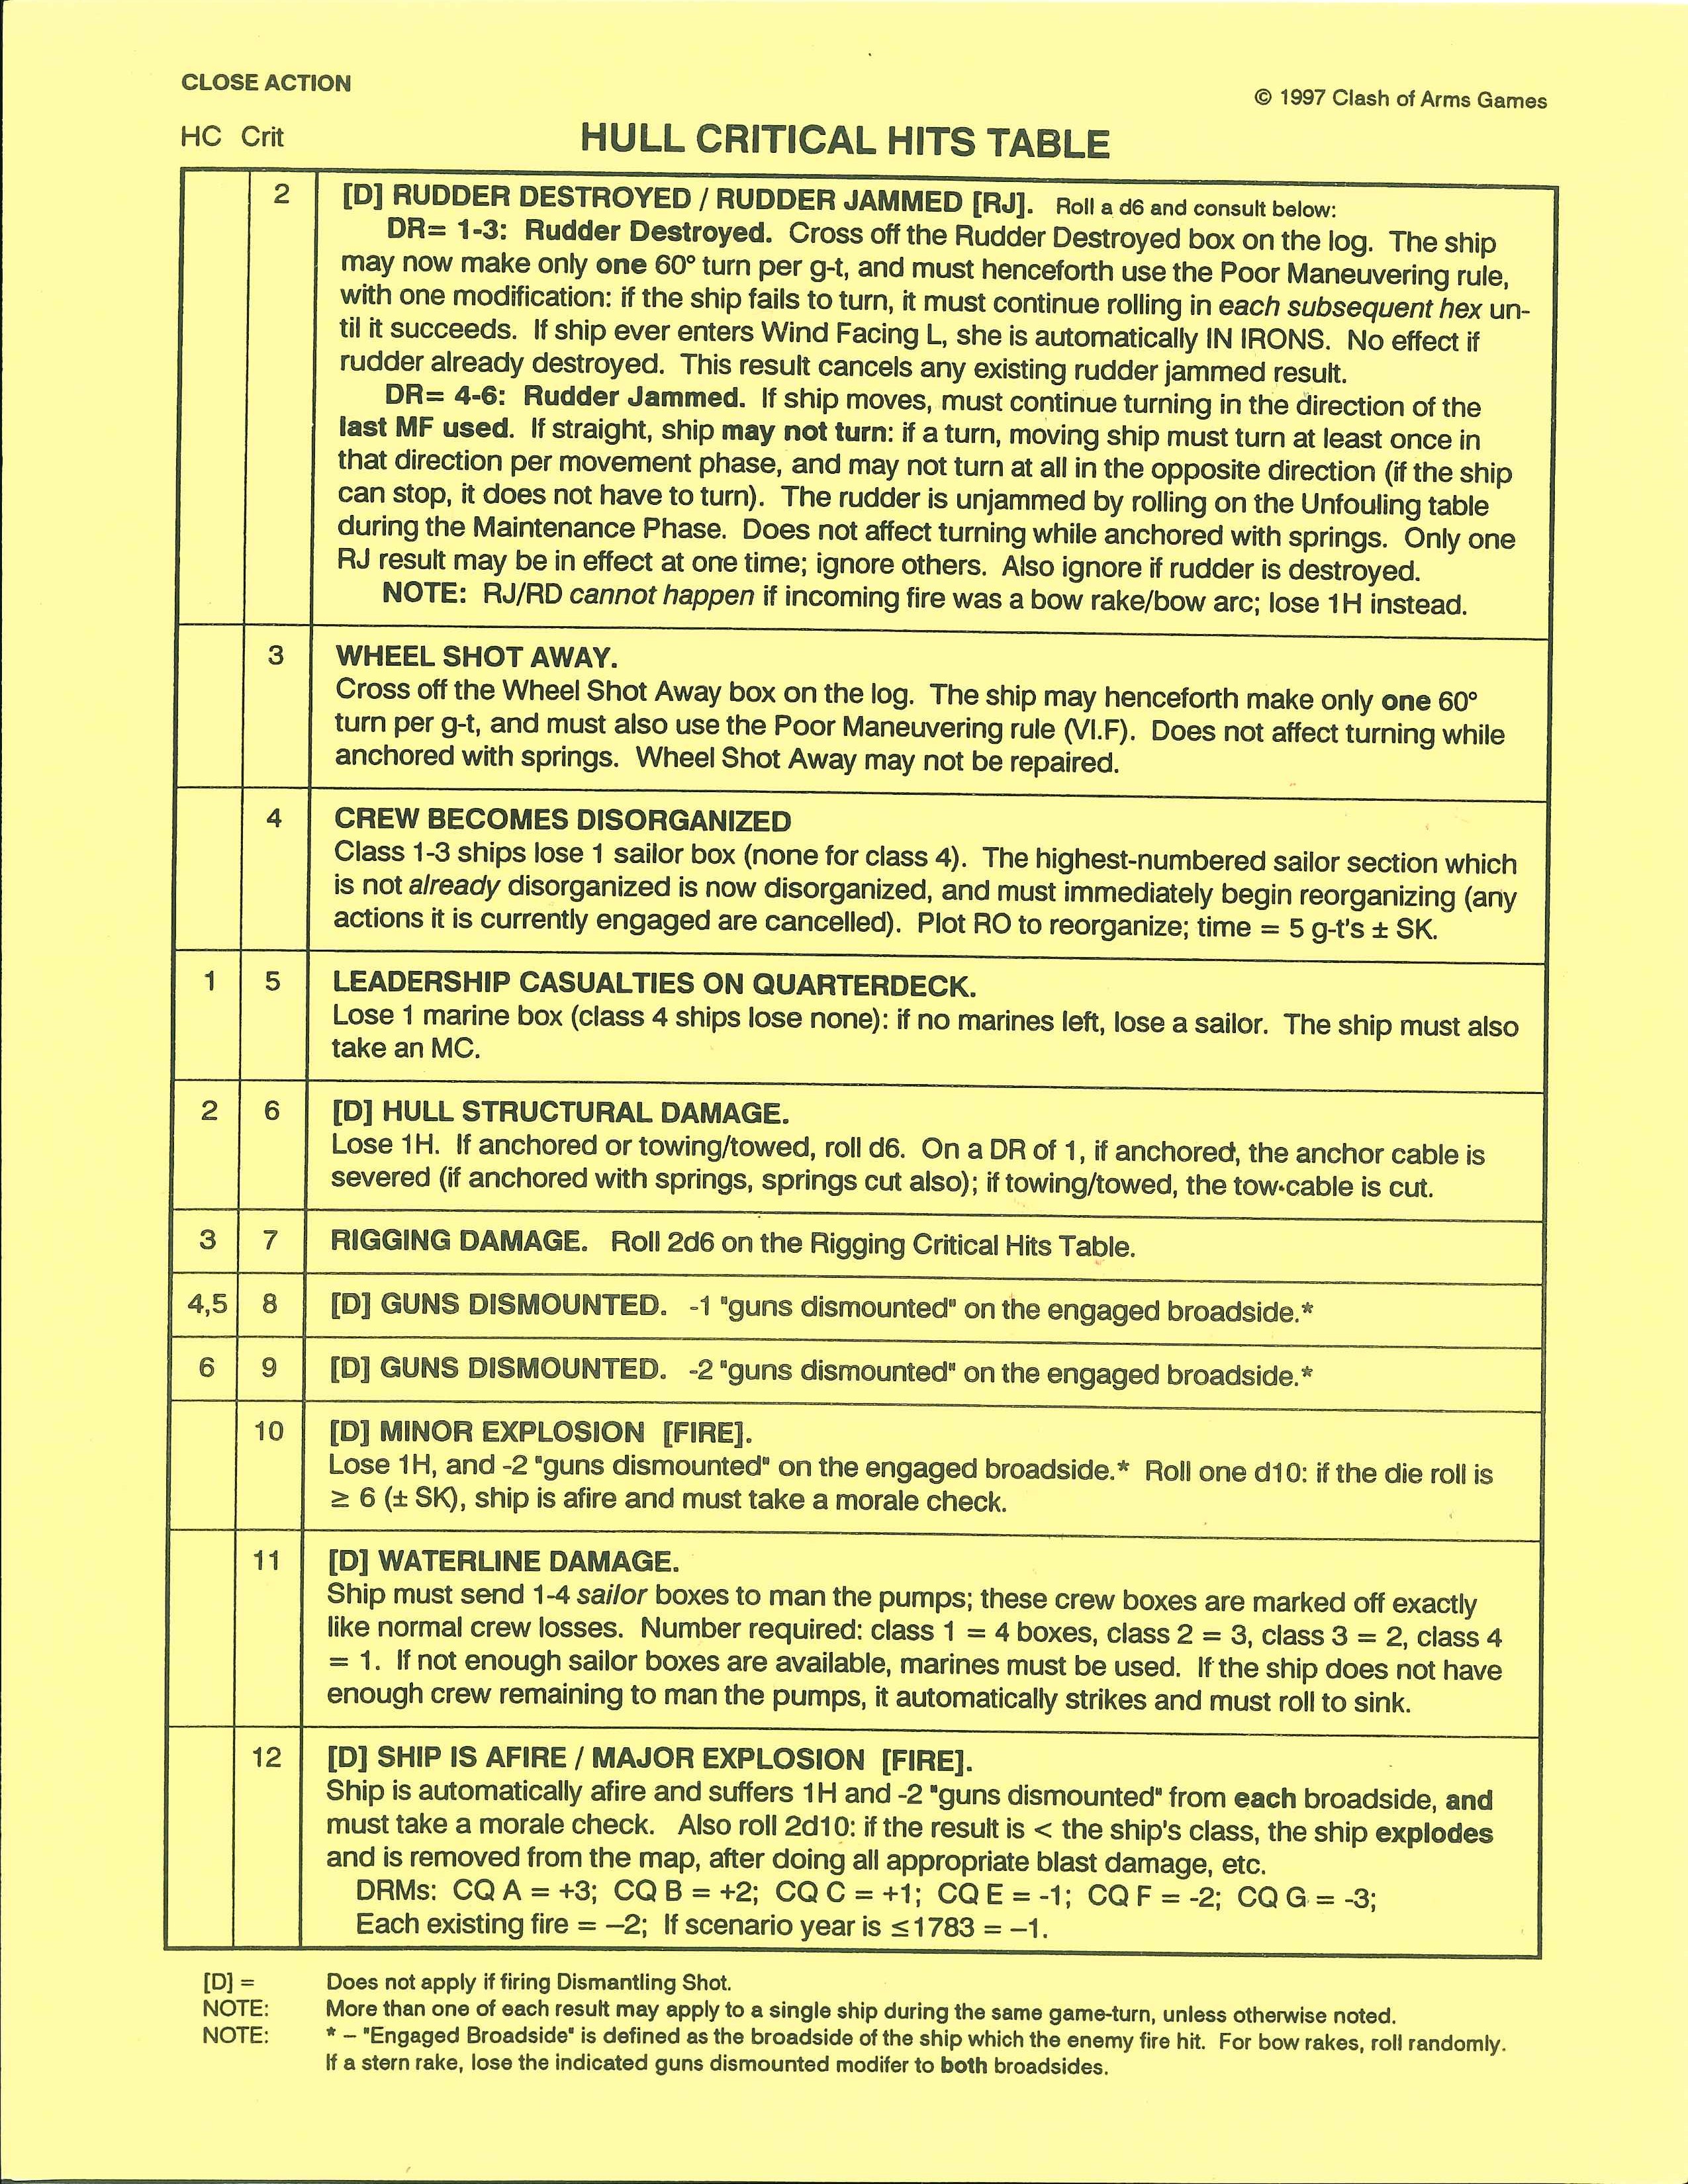 CLOSE ACTION
© 1997 Clash of Arms Games
HC Crit
HULL CRITICAL HITS TABLE
2 [D] RUDDER DESTROYED / RUDDER JAMMED [RJ]. Roll a d6 and consult below:
DR= 1-3: Rudder Destroyed. Cross off the Rudder Destroyed box on the log. The ship
may now make only one 60° turn per g-t, and must henceforth use the Poor Maneuvering rule,
with one modification: if the ship fails to turn, it must continue rolling in each subsequent hex un-
til it succeeds. If ship ever enters Wind Facing L, she is automatically IN IRONS. No effect if
rudder already destroyed. This result cancels any existing rudder jammed result.
DR= 4-6: Rudder Jammed. If ship moves, must continue turning in the direction of the
last MF used. If straight, ship may not turn: if a turn, moving ship must turn at least once in
that direction per movement phase, and may not turn at all in the opposite direction (if the ship
can stop, it does not have to turn). The rudder is unjammed by rolling on the Unfouling table
during the Maintenance Phase. Does not affect turning while anchored with springs. Only one
RJ result may be in effect at one time; ignore others. Also ignore if rudder is destroyed.
NOTE: RJ/RD cannot happen if incoming fire was a bow rake/bow arc; lose 1H instead.
3 WHEEL SHOT AWAY.
Cross off the Wheel Shot Away box on the log. The ship may henceforth make only one 60°
turn per g-t, and must also use the Poor Maneuvering rule (VI.F). Does not affect turning while
anchored with springs. Wheel Shot Away may not be repaired.
4 CREW BECOMES DISORGANIZED
Class 1-3 ships lose 1 sailor box (none for class 4). The highest-numbered sailor section which
is not already disorganized is now disorganized, and must immediately begin reorganizing (any
actions it is currently engaged are cancelled). Plot RO to reorganize; time = 5 g-t's ± SK.
1 5 LEADERSHIP CASUALTIES ON QUARTERDECK.
Lose 1 marine box (class 4 ships lose none): if no marines left, lose a sailor. The ship must also
take an MC.
2 6 [D] HULL STRUCTURAL DAMAGE.
Lose 1H. If anchored or towing/towed, roll d6. On a DR of 1, if anchored, the anchor cable is
severed (if anchored with springs, springs cut also); if towing/towed, the tow-cable is cut.
3 7 RIGGING DAMAGE. Roll 2d6 on the Rigging Critical Hits Table.
4,5 8 [D] GUNS DISMOUNTED. -1 "guns dismounted" on the engaged broadside.*
6 9 [D] GUNS DISMOUNTED. -2 "guns dismounted" on the engaged broadside.*
10 [D] MINOR EXPLOSION [FIRE].
Lose 1H, and -2 "guns dismounted" on the engaged broadside.* Roll one d10: if the die roll is
≥ 6 (± SK), ship is afire and must take a morale check.
11 [D] WATERLINE DAMAGE.
Ship must send 1-4 sailor boxes to man the pumps; these crew boxes are marked off exactly
like normal crew losses. Number required: class 1 = 4 boxes, class 2 = 3, class 3 = 2, class 4
= 1. If not enough sailor boxes are available, marines must be used. If the ship does not have
enough crew remaining to man the pumps, it automatically strikes and must roll to sink.
12 [D] SHIP IS AFIRE / MAJOR EXPLOSION [FIRE].
Ship is automatically afire and suffers 1H and -2 "guns dismounted" from each broadside, and
must take a morale check. Also roll 2d10: if the result is < the ship's class, the ship explodes
and is removed from the map, after doing all appropriate blast damage, etc.
DRMs: CQ A = +3; CQ B = +2; CQ C = +1; CQ E = -1; CQ F = -2; CQ G = -3;
Each existing fire = –2; If scenario year is ≤1783 = –1.
[D] = Does not apply if firing Dismantling Shot.
NOTE: More than one of each result may apply to a single ship during the same game-turn, unless otherwise noted.
NOTE: * – "Engaged Broadside" is defined as the broadside of the ship which the enemy fire hit. For bow rakes, roll randomly.
If a stern rake, lose the indicated guns dismounted modifer to both broadsides.